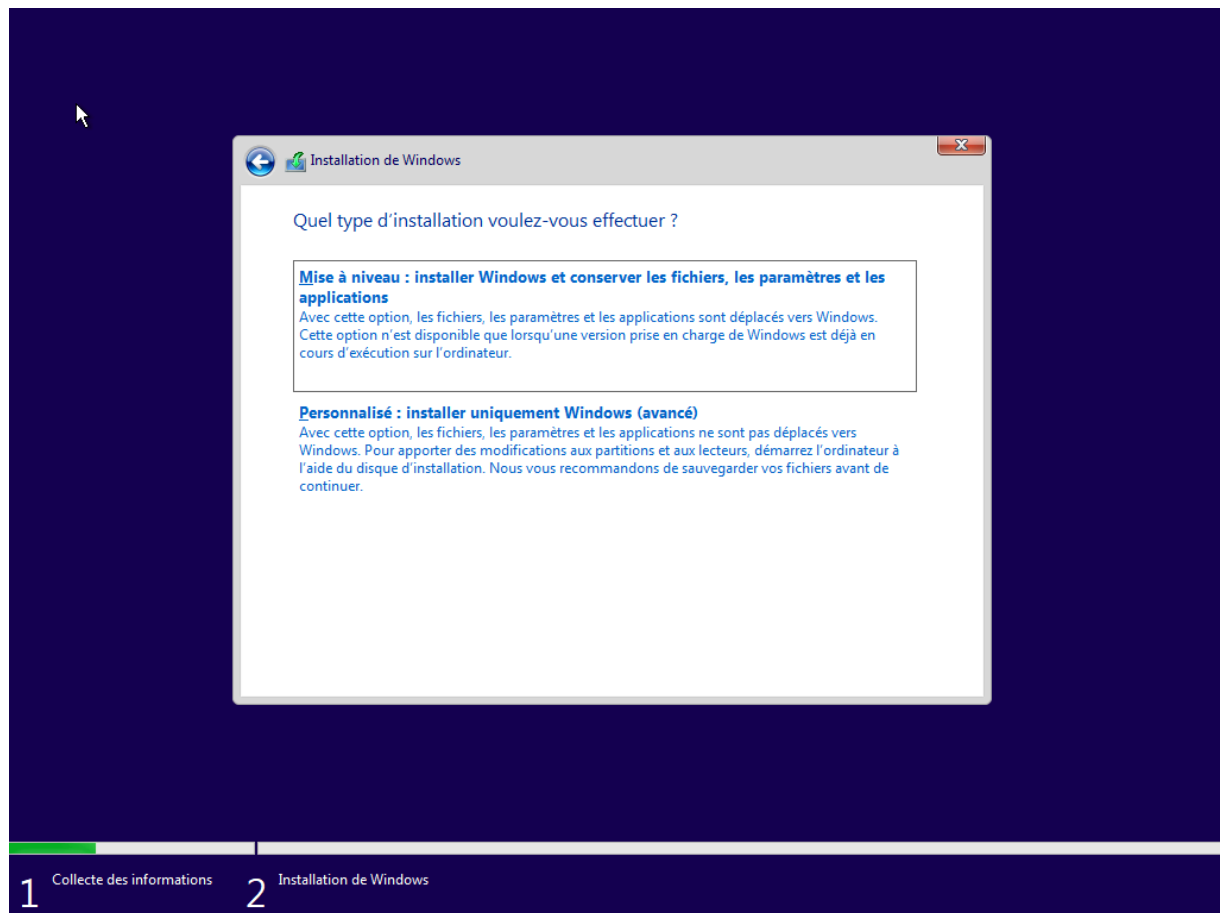 Installation de Windows
Quel type d'installation voulez-vous effectuer ?
Mise à niveau : installer Windows et conserver les fichiers, les paramètres et les
applications
Avec cette option, les fichiers, les paramètres et les applications sont déplacés vers Windows.
Cette option n'est disponible que lorsqu'une version prise en charge de Windows est déjà en
cours d'exécution sur l'ordinateur.
Personnalisé : installer uniquement Windows (avancé)
Avec cette option, les fichiers, les paramètres et les applications ne sont pas déplacés vers
Windows. Pour apporter des modifications aux partitions et aux lecteurs, démarrez l'ordinateur à
l'aide du disque d'installation. Nous vous recommandons de sauvegarder vos fichiers avant de
continuer.
1 Collecte des informations 2 Installation de Windows